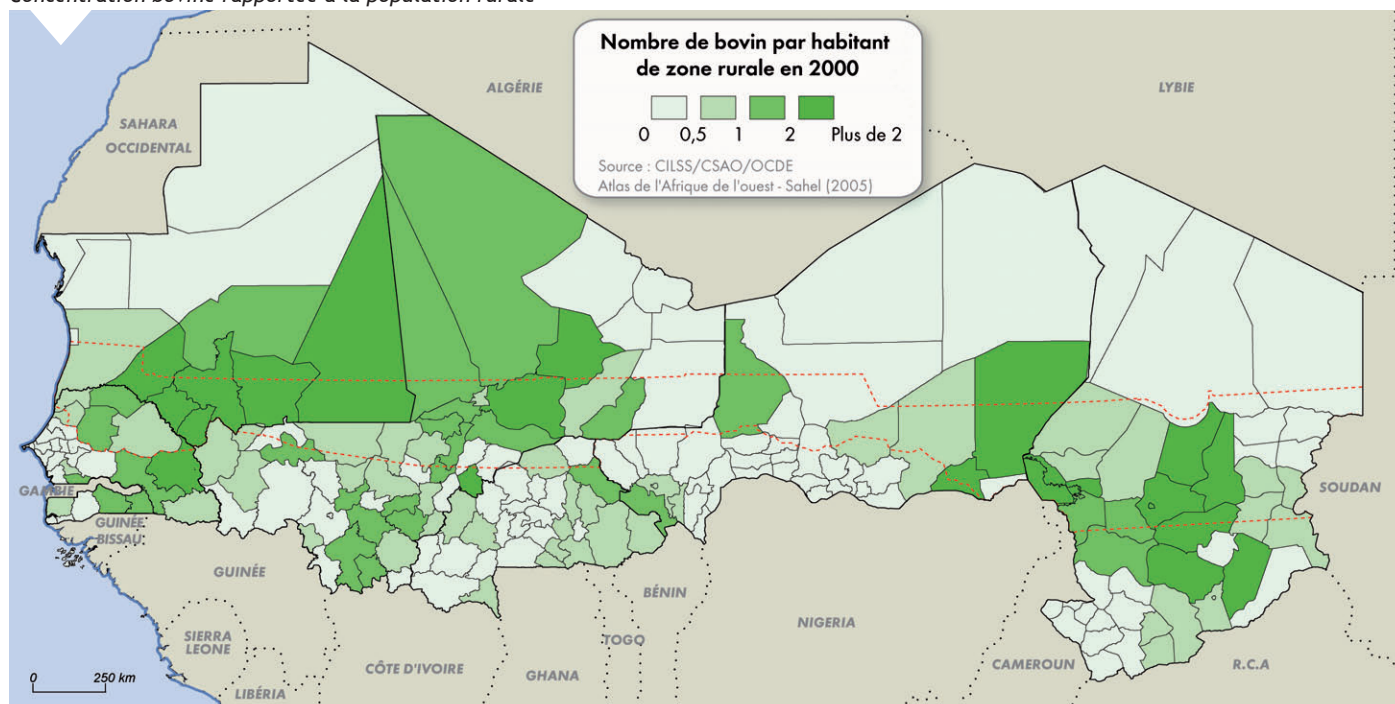 Concentration bovine rapportée à la population rurale
Nombre de bovin par habitant
de zone rurale en 2000
0 0,5 1 2 Plus de 2
Source : CILSS/CSAO/OCDE
Atlas de l'Afrique de l'ouest - Sahel (2005)
ALGÉRIE
LYBIE
SAHARA
OCCIDENTAL
GAMBIE
SOUDAN
GUINÉE
BISSAU
GUINÉE
BÉNIN
NIGERIA
SIERRA
LEONE
TOGO
CÔTE D'IVOIRE
GHANA
CAMEROUN
R.C.A
LIBÉRIA
0 250 km